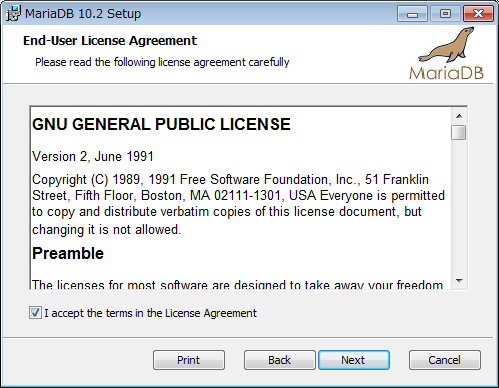 MariaDB 10.2 Setup
End-User License Agreement
Please read the following license agreement carefully
MariaDB
GNU GENERAL PUBLIC LICENSE
Version 2, June 1991
Copyright (C) 1989, 1991 Free Software Foundation, Inc., 51 Franklin
Street, Fifth Floor, Boston, MA 02111-1301, USA Everyone is permitted
to copy and distribute verbatim copies of this license document, but
changing it is not allowed.
Preamble
The licenses for most software are designed to take away your freedom
I accept the terms in the License Agreement
Print
Back
Next
Cancel